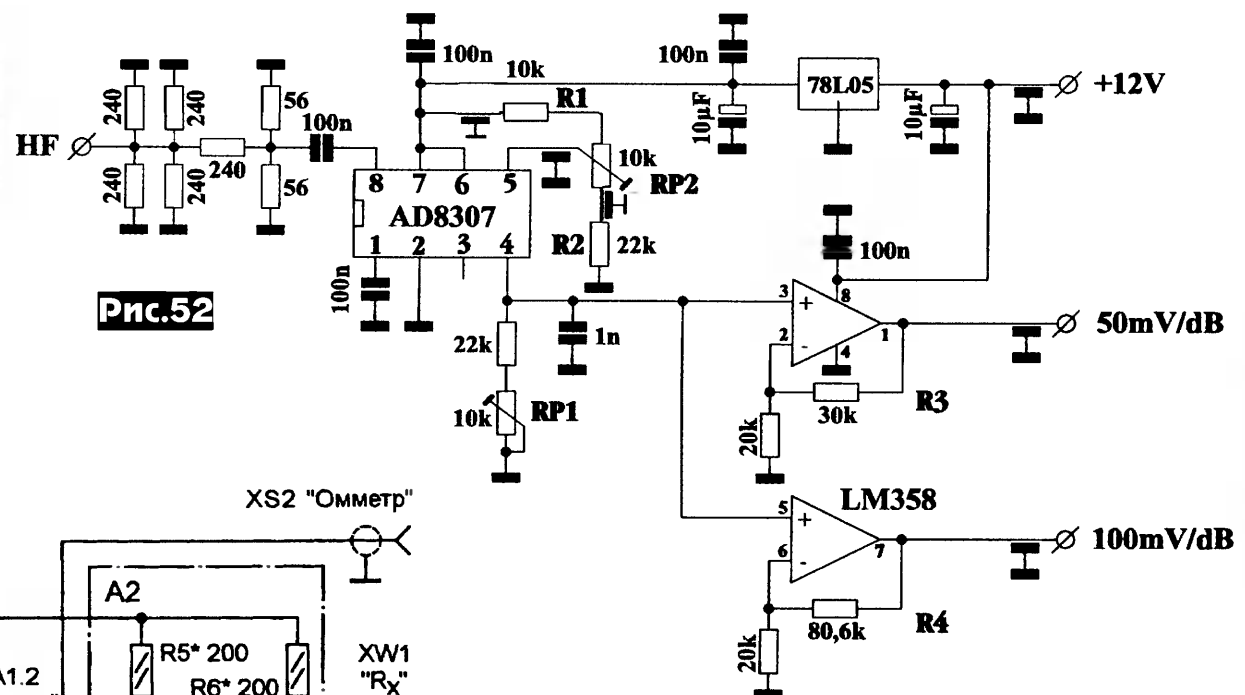 100n
100n
10k
78L05
+12V
R1
10µF
10µF
240
240
56
100n
HF
240
240
240
56
10k
RP2
8 7 6 5
AD8307
1 2 3 4
R2
22k
100n
100n
Рис.52
3
+
8
2
-
4
1
50mV/dB
22k
1n
30k
R3
10k
RP1
20k
XS2 "Омметр"
LM358
5
+
6
-
7
100mV/dB
A2
80,6k
R4
20k
R5* 200
R6* 200
XW1
"Rx"
A1.2